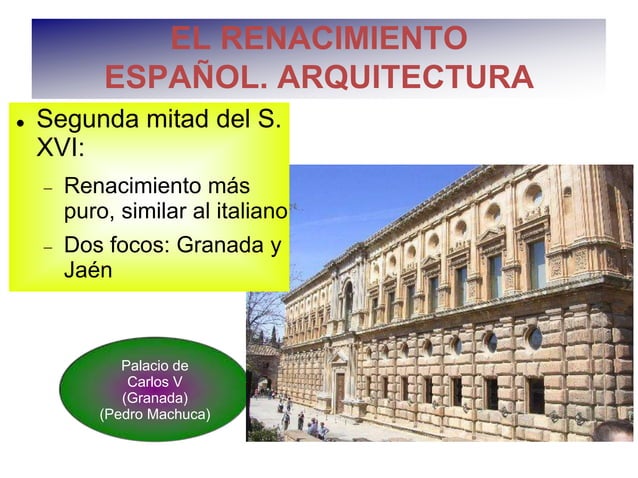 EL RENACIMIENTO
ESPAÑOL. ARQUITECTURA
● Segunda mitad del S.
XVI:
– Renacimiento más
puro, similar al italiano
– Dos focos: Granada y
Jaén
Palacio de
Carlos V
(Granada)
(Pedro Machuca)